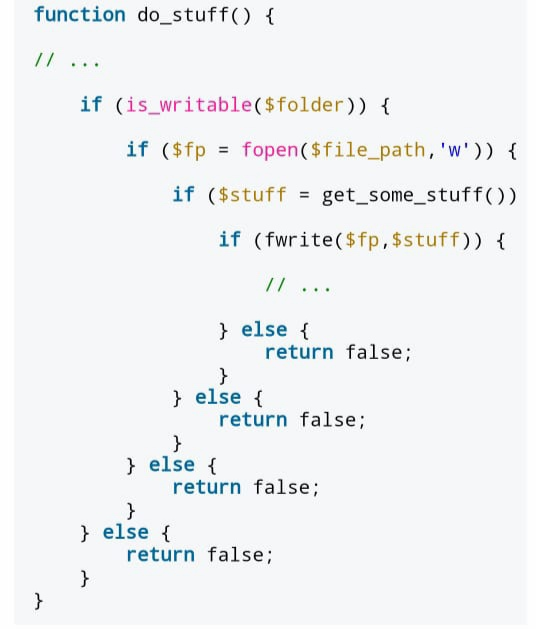 function do_stuff() {
// ...
if (is_writable($folder)) {
if ($fp = fopen($file_path,'w')) {
if ($stuff = get_some_stuff())
if (fwrite($fp,$stuff)) {
// ...
} else {
return false;
}
} else {
return false;
}
} else {
return false;
}
} else {
return false;
}
}